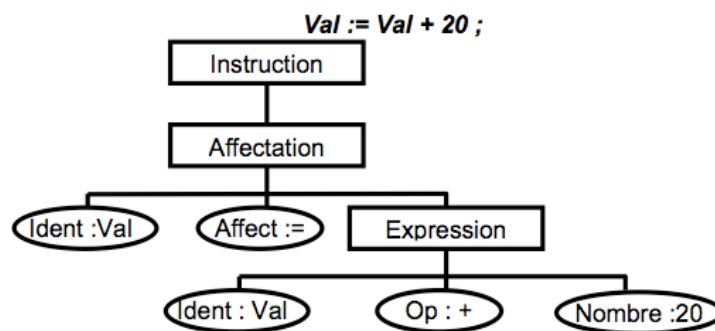 Val := Val + 20 ;
Instruction
Affectation
Ident :Val
Affect :=
Expression
Ident : Val
Op : +
Nombre :20